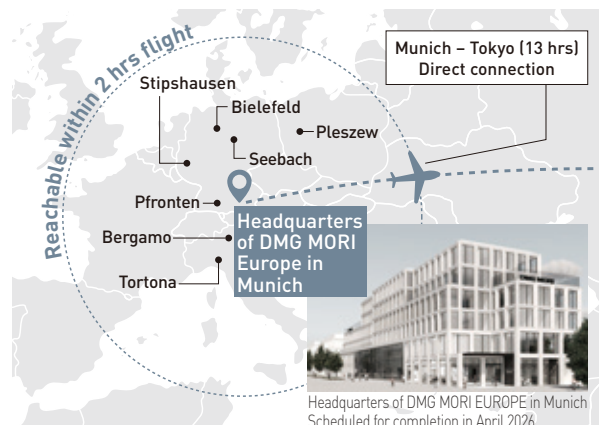 Reachable within 2 hrs flight
Munich – Tokyo (13 hrs)
Direct connection
Stipshausen
Bielefeld
Pleszew
Seebach
Pfronten
Bergamo
Tortona
Headquarters
of DMG MORI
Europe in
Munich
Headquarters of DMG MORI EUROPE in Munich
Scheduled for completion in April 2026